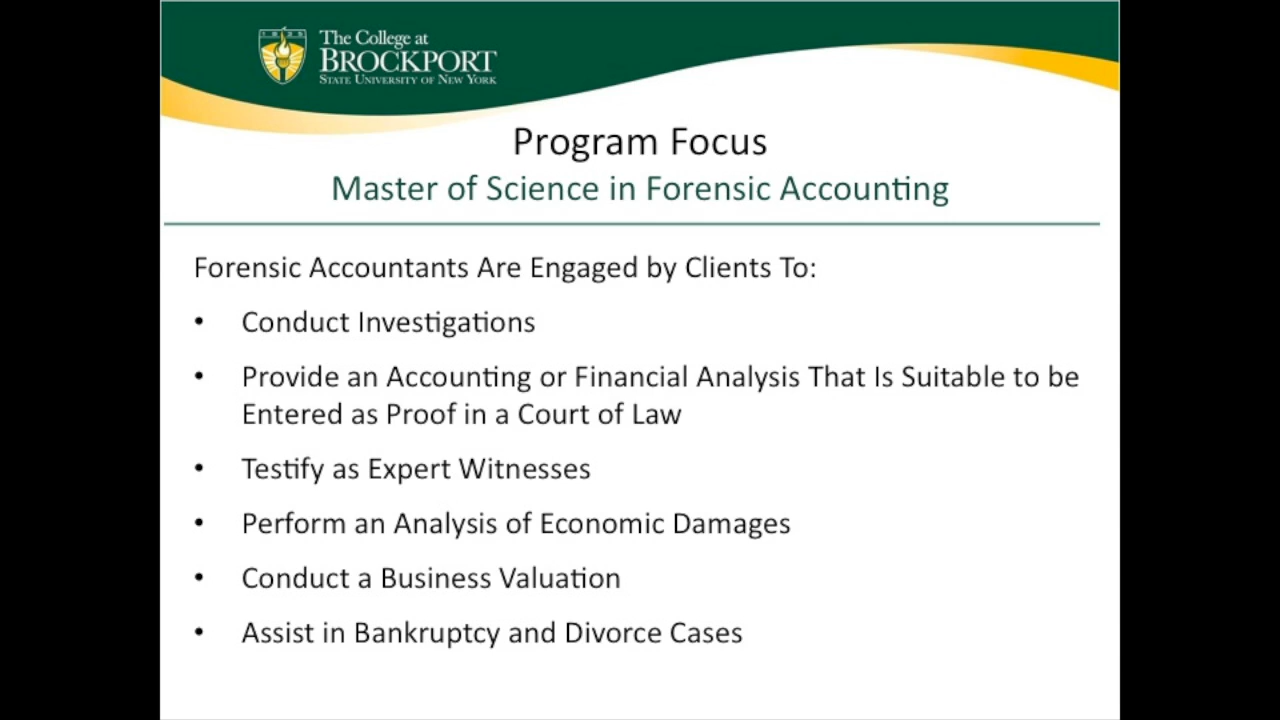 The College at
BROCKPORT
STATE UNIVERSITY OF NEW YORK
Program Focus
Master of Science in Forensic Accounting
Forensic Accountants Are Engaged by Clients To:
• Conduct Investigations
• Provide an Accounting or Financial Analysis That Is Suitable to be
Entered as Proof in a Court of Law
• Testify as Expert Witnesses
• Perform an Analysis of Economic Damages
• Conduct a Business Valuation
• Assist in Bankruptcy and Divorce Cases